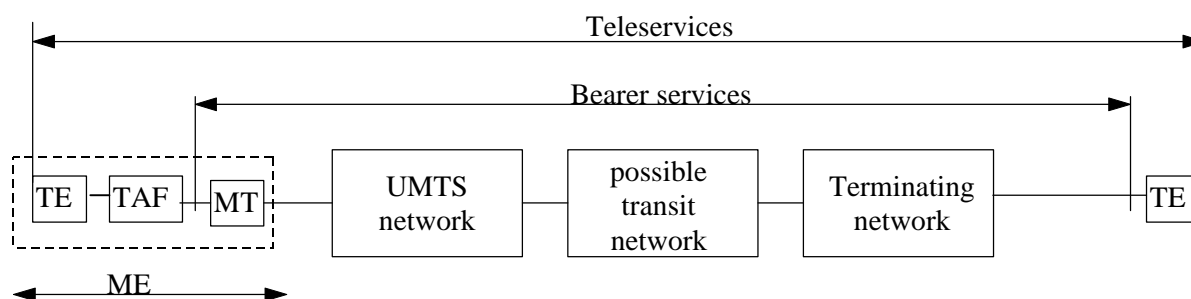 Teleservices
Bearer services
TE
TAF
MT
UMTS
network
possible
transit
network
Terminating
network
TE
ME